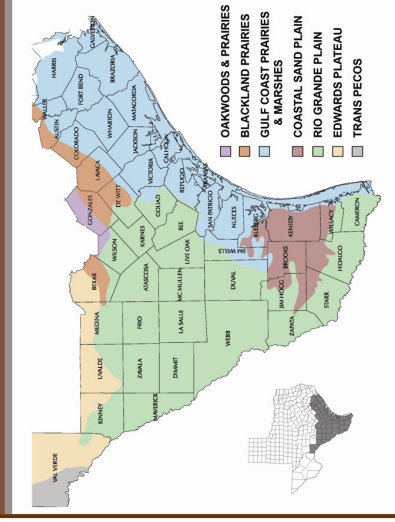 OAKWOODS & PRAIRIES
BLACKLAND PRAIRIES
GULF COAST PRAIRIES
& MARSHES
COASTAL SAND PLAIN
RIO GRANDE PLAIN
EDWARDS PLATEAU
TRANS PECOS
VAL VERDE
KINNEY
UVALDE
MEDINA
BEXAR
WILSON
GONZALES
LAVACA
COLORADO
AUSTIN
WALLER
HARRIS
GALVESTON
FORT BEND
BRAZORIA
WHARTON
MATAGORDA
JACKSON
DE WITT
VICTORIA
CALHOUN
GOLIAD
REFUGIO
ARANSAS
KARNES
BEE
SAN PATRICIO
MAVERICK
ZAVALA
FRIO
ATASCOSA
DIMMIT
LA SALLE
MC MULLEN
LIVE OAK
WEBB
DUVAL
JIM WELLS
NUECES
KLEBERG
ZAPATA
JIM HOGG
BROOKS
KENEDY
STARR
HIDALGO
WILLACY
CAMERON